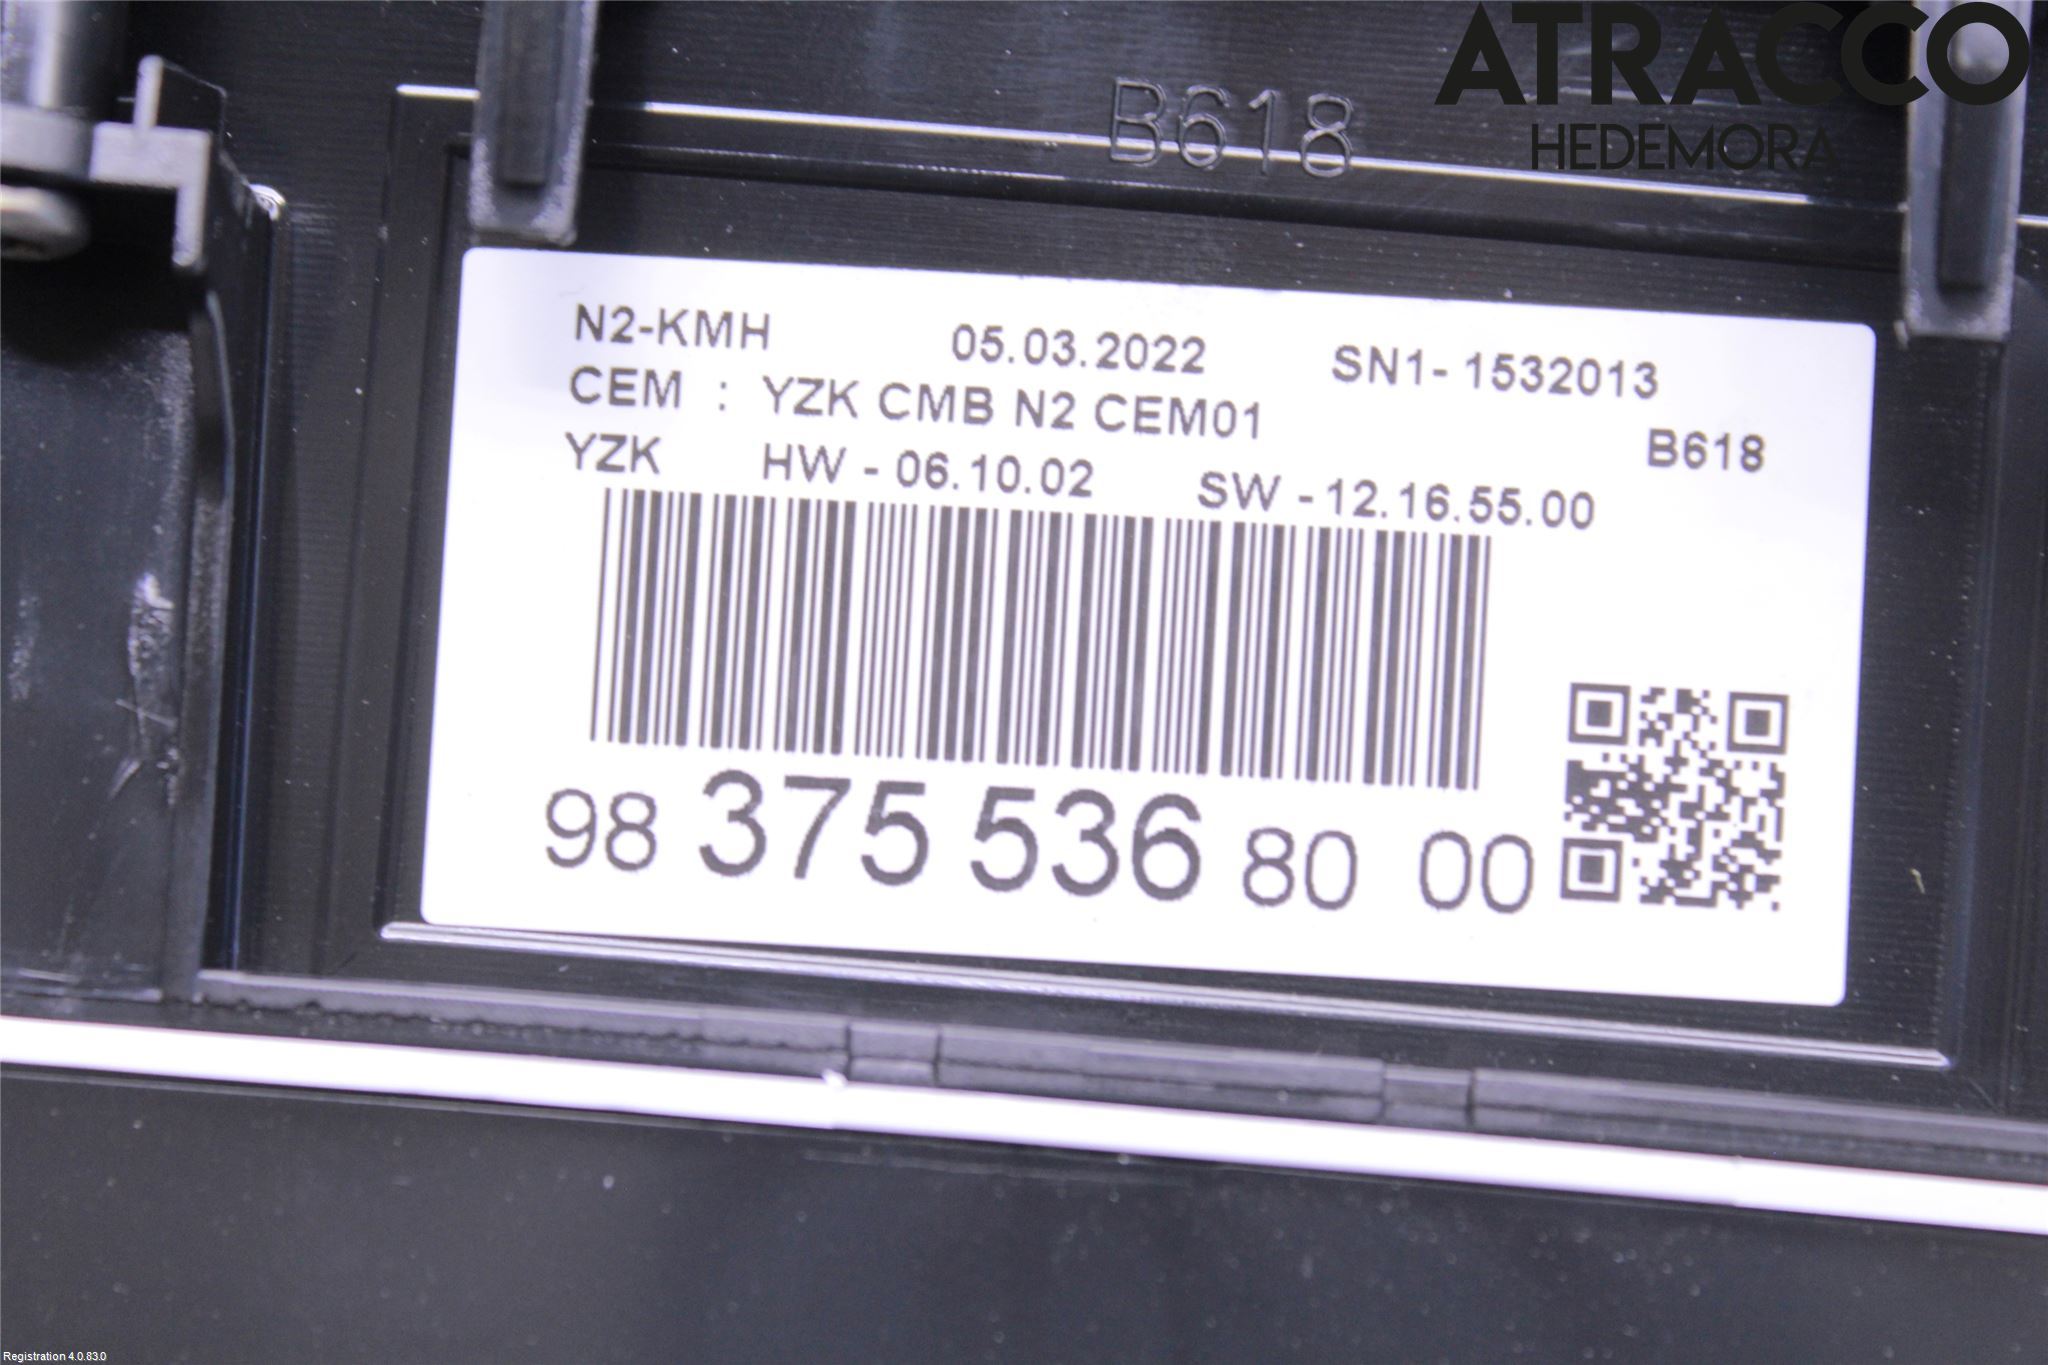 ATRACCO
HEDEMORA
B618
N2-KMH 05.03.2022 SN1- 1532013
CEM : YZK CMB N2 CEM01 B618
YZK HW - 06.10.02 SW - 12.16.55.00
98 375 536 80 00
Registration 4.0.83.0